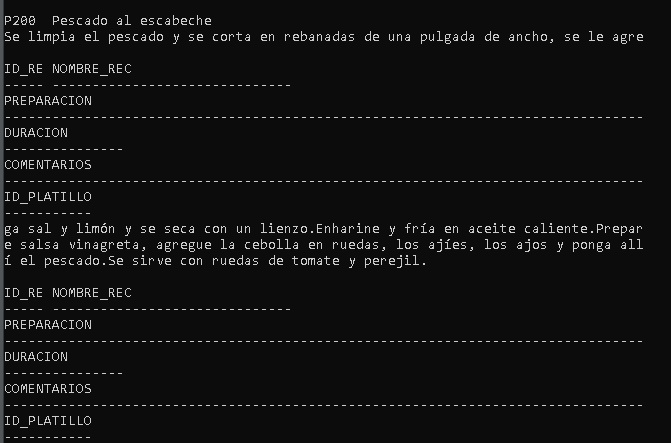 P200  Pescado al escabeche
Se limpia el pescado y se corta en rebanadas de una pulgada de ancho, se le agre
ID_RE NOMBRE_REC
----- ------------------------------
PREPARACION
--------------------------------------------------------------------------------
DURACION
---------------
COMENTARIOS
--------------------------------------------------------------------------------
ID_PLATILLO
-----------
ga sal y limón y se seca con un lienzo.Enharine y fría en aceite caliente.Prepar
e salsa vinagreta, agregue la cebolla en ruedas, los ajíes, los ajos y ponga all
í el pescado.Se sirve con ruedas de tomate y perejil.
ID_RE NOMBRE_REC
----- ------------------------------
PREPARACION
--------------------------------------------------------------------------------
DURACION
---------------
COMENTARIOS
--------------------------------------------------------------------------------
ID_PLATILLO
-----------